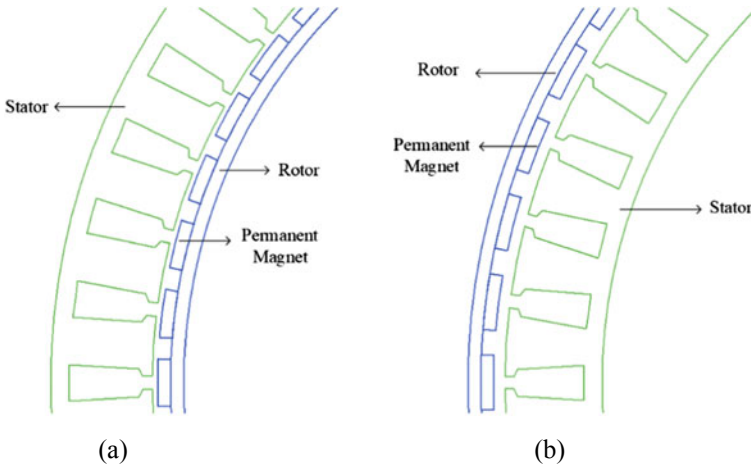 Stator
Rotor
Permanent
Magnet
(a)
Rotor
Permanent
Magnet
Stator
(b)